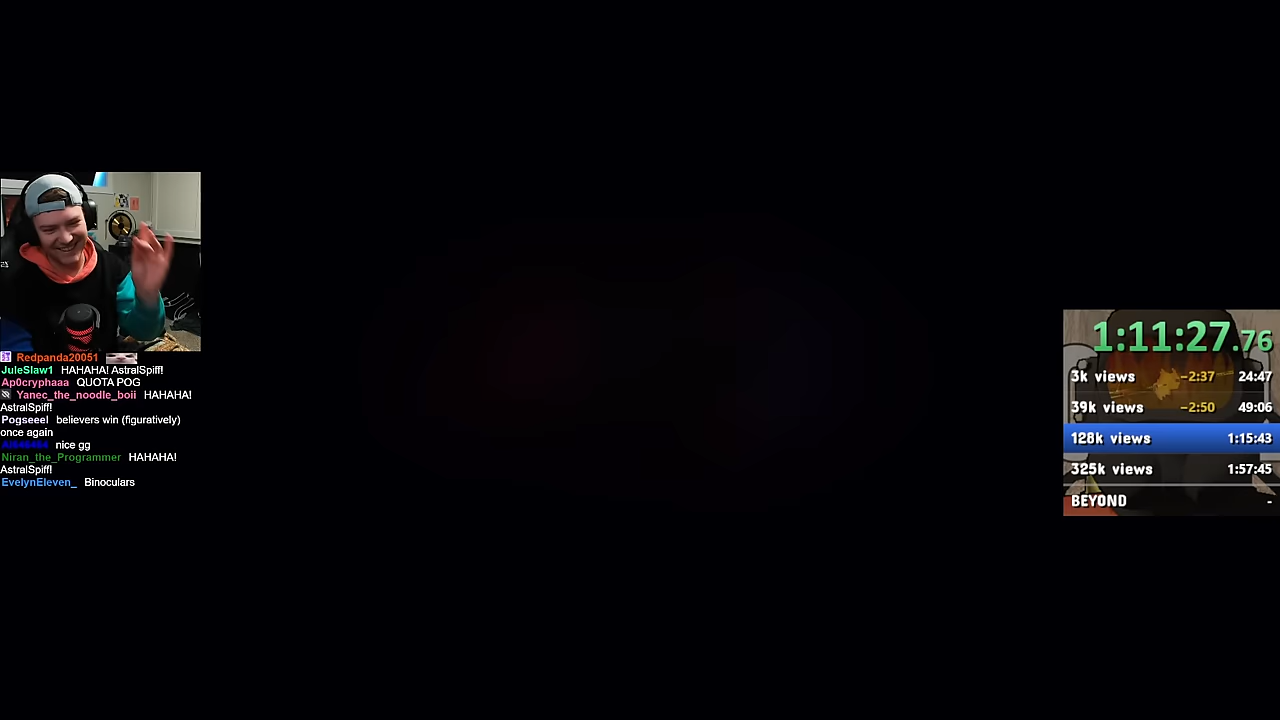 Redpanda20051
JuleSlaw1 HAHAHA! AstralSpiff!
Ap0cryphaaa QUOTA POG
Yanec_the_noodle_boii HAHAHA!
AstralSpiff!
Pogseeel believers win (figuratively)
once again
nice gg
Niran_the_Programmer HAHAHA!
AstralSpiff!
EvelynEleven_ Binoculars
1:11:27.76
3k views -2:37 24:47
39k views -2:50 49:06
128k views 1:15:43
325k views 1:57:45
BEYOND -